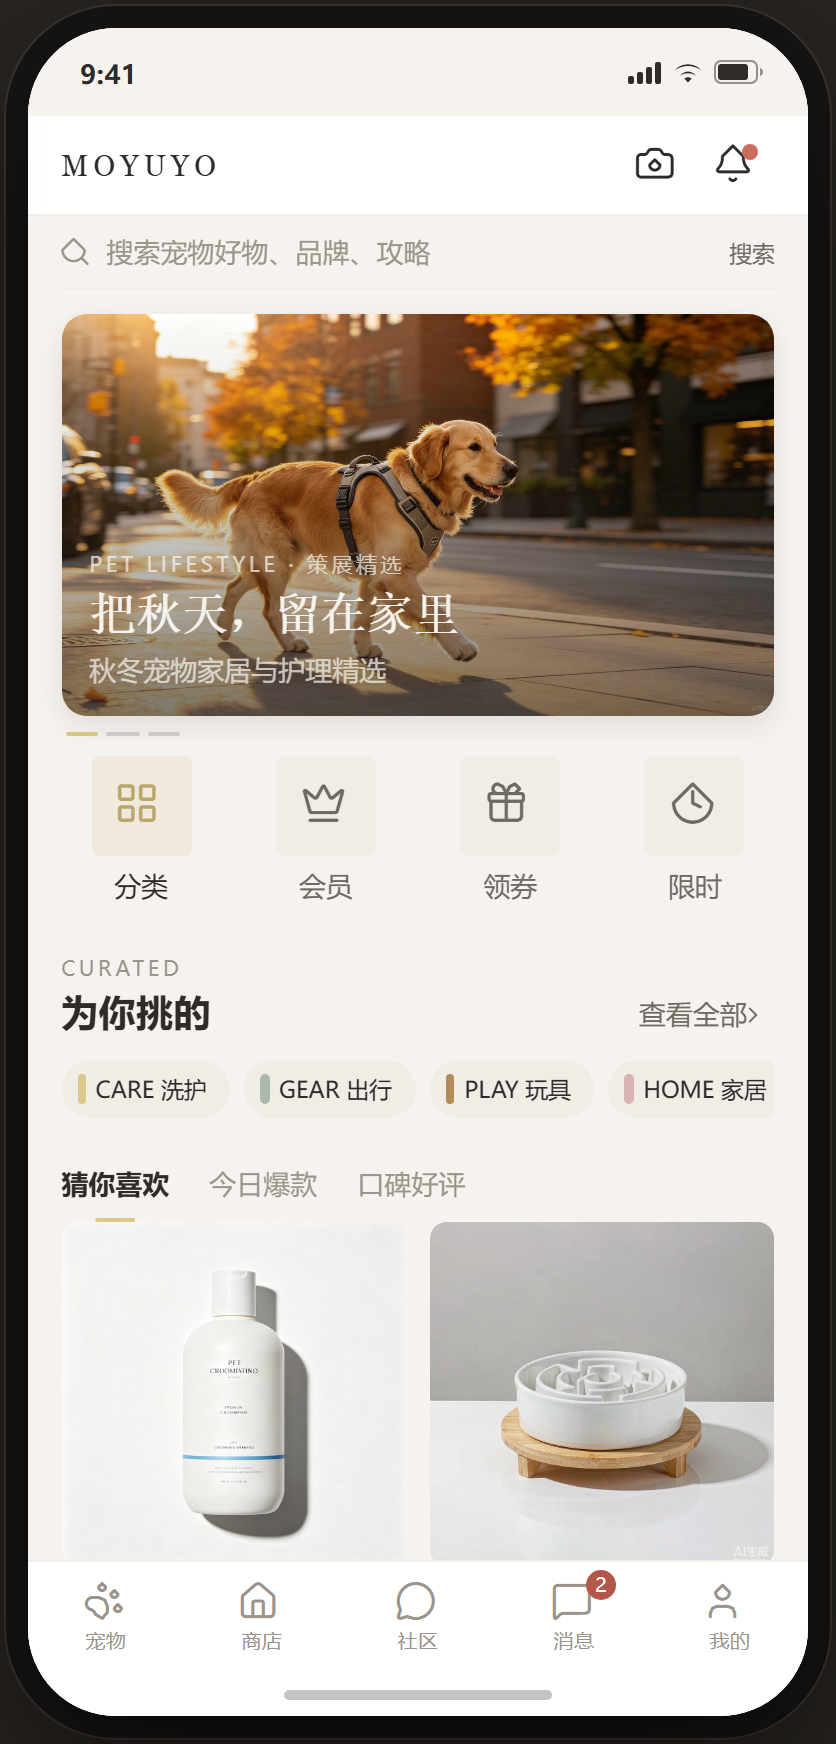 9:41
MOYUYO
搜索宠物好物、品牌、攻略
搜索
PET LIFESTYLE · 策展精选
把秋天，留在家里
秋冬宠物家居与护理精选
分类
会员
领券
限时
CURATED
为你挑的
查看全部›
CARE 洗护
GEAR 出行
PLAY 玩具
HOME 家居
猜你喜欢
今日爆款
口碑好评
PET
CROOMIATINO
AI生成
宠物
商店
社区
2
消息
我的